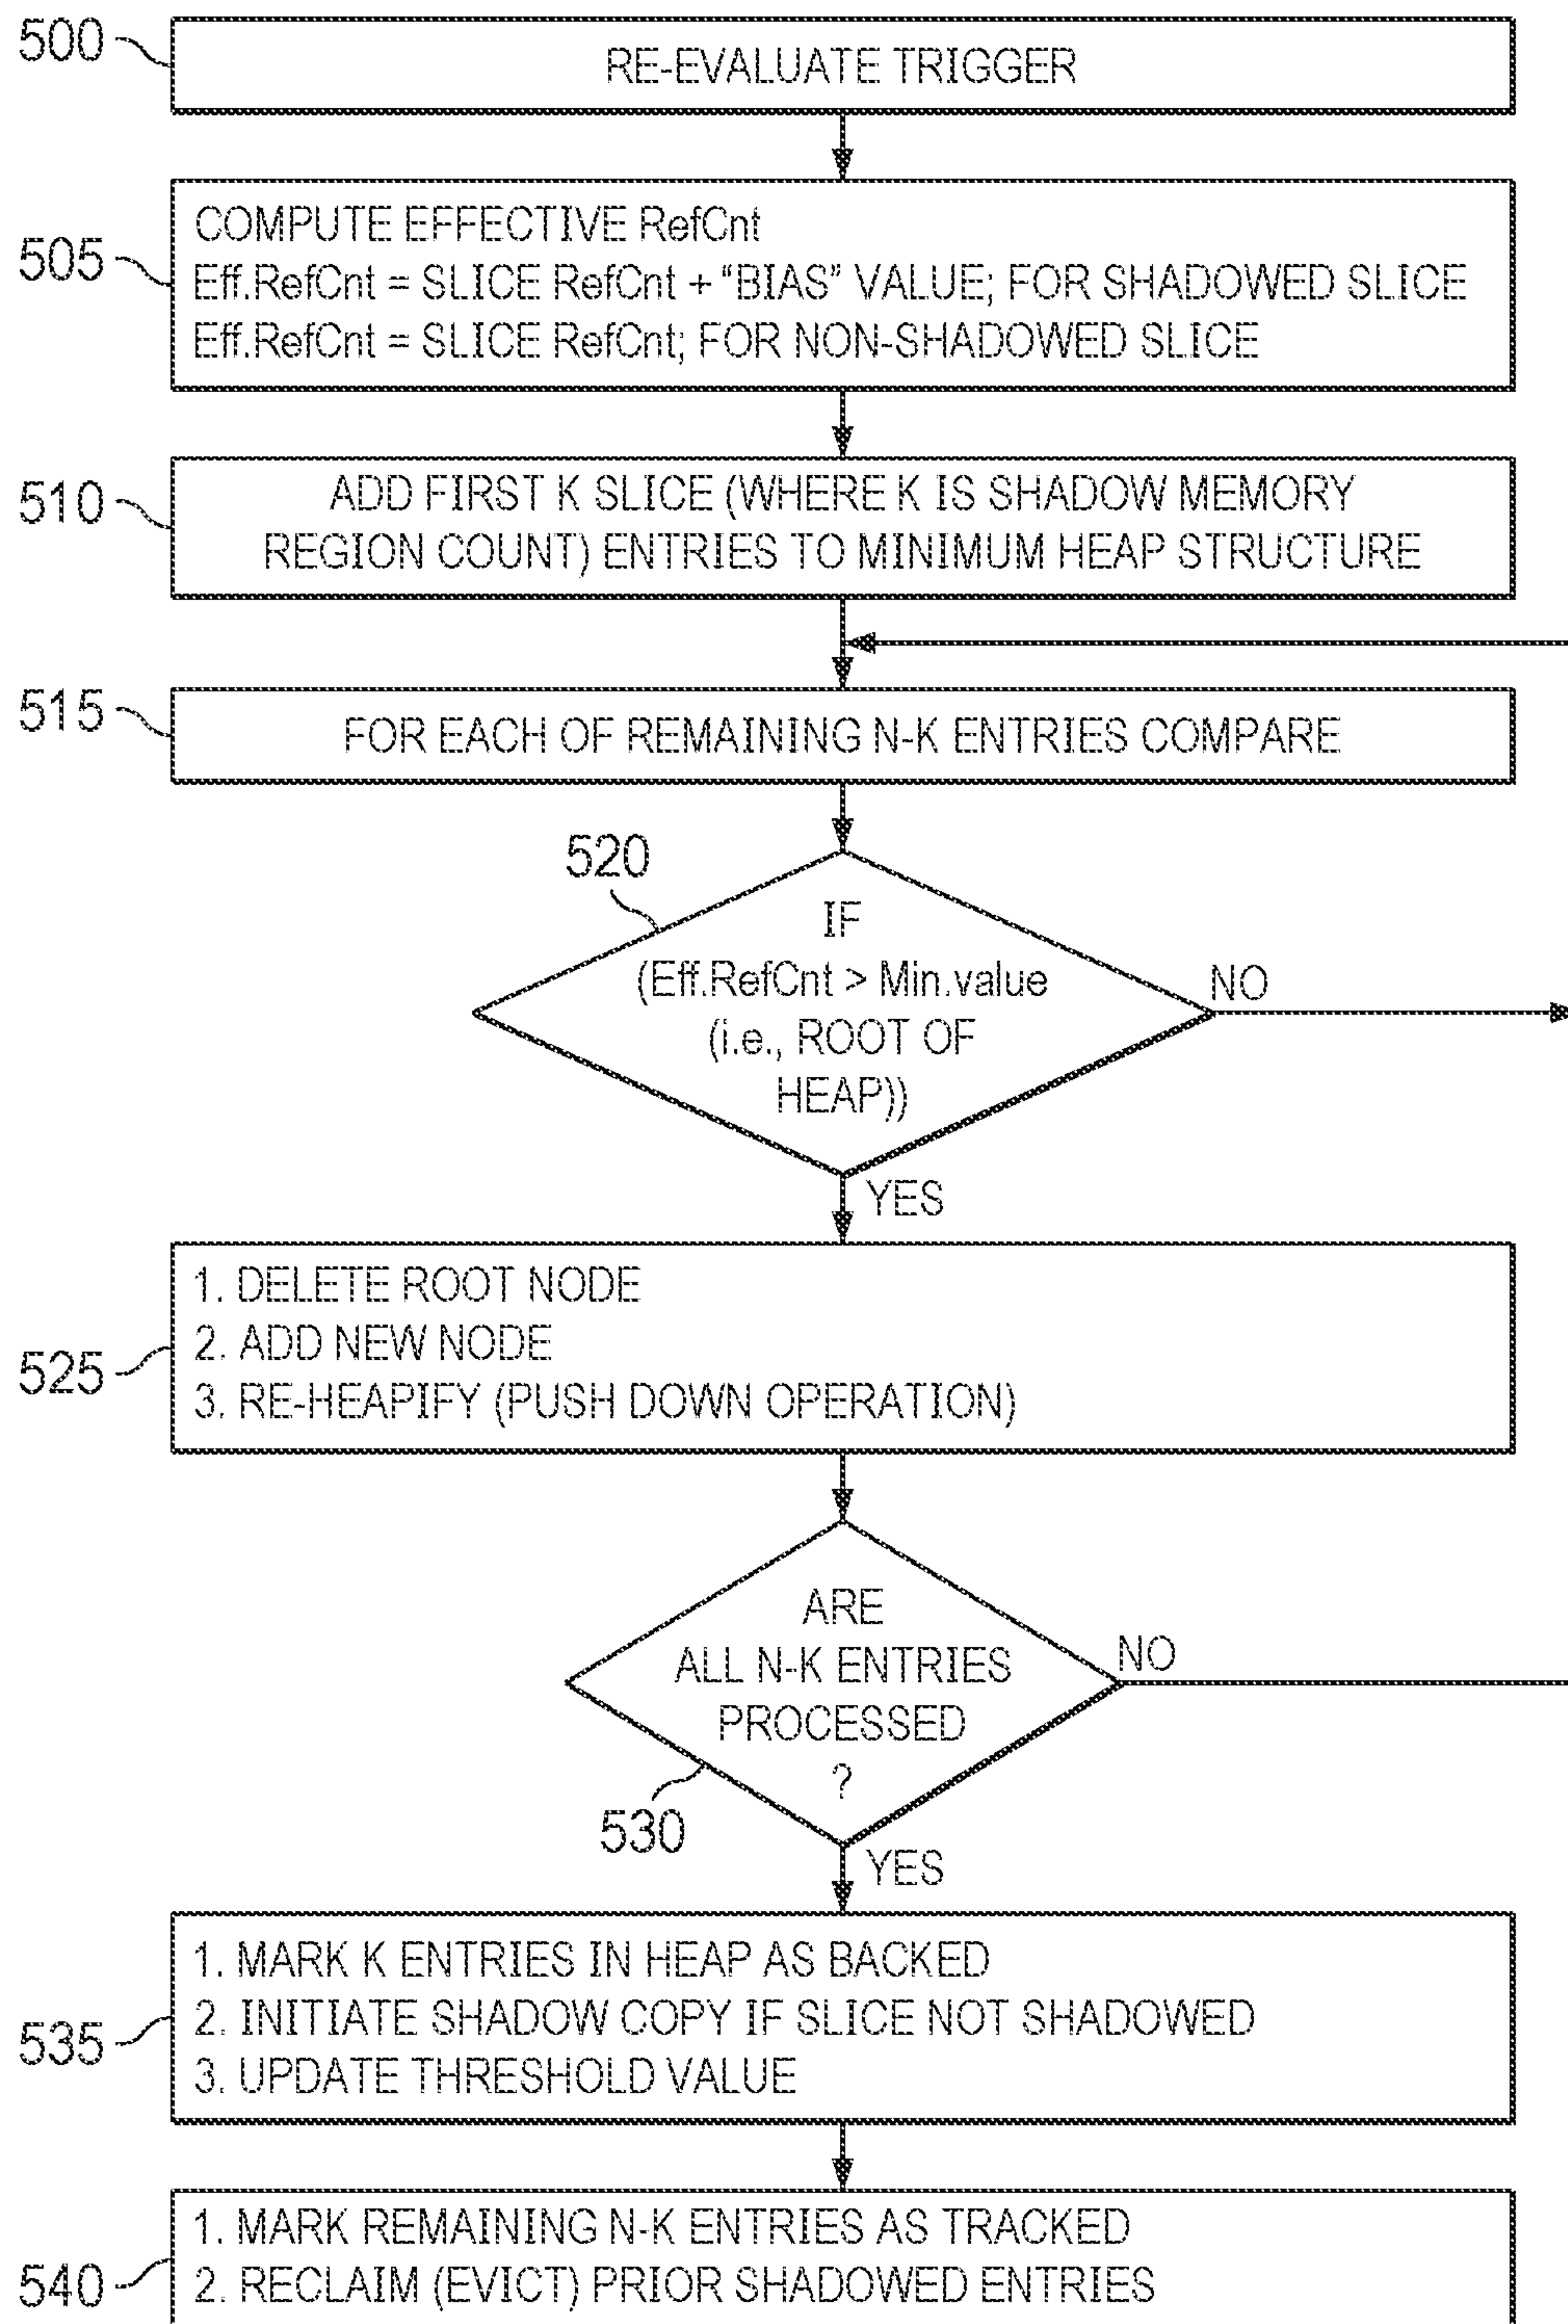 500
RE-EVALUATE TRIGGER
505
COMPUTE EFFECTIVE RefCnt
Eff.RefCnt = SLICE RefCnt + “BIAS” VALUE; FOR SHADOWED SLICE
Eff.RefCnt = SLICE RefCnt; FOR NON-SHADOWED SLICE
510
ADD FIRST K SLICE (WHERE K IS SHADOW MEMORY
REGION COUNT) ENTRIES TO MINIMUM HEAP STRUCTURE
515
FOR EACH OF REMAINING N-K ENTRIES COMPARE
520
IF
(Eff.RefCnt > Min.value
(i.e., ROOT OF
HEAP))
NO
YES
525
1. DELETE ROOT NODE
2. ADD NEW NODE
3. RE-HEAPIFY (PUSH DOWN OPERATION)
ARE
ALL N-K ENTRIES
PROCESSED
?
NO
530
YES
535
1. MARK K ENTRIES IN HEAP AS BACKED
2. INITIATE SHADOW COPY IF SLICE NOT SHADOWED
3. UPDATE THRESHOLD VALUE
540
1. MARK REMAINING N-K ENTRIES AS TRACKED
2. RECLAIM (EVICT) PRIOR SHADOWED ENTRIES